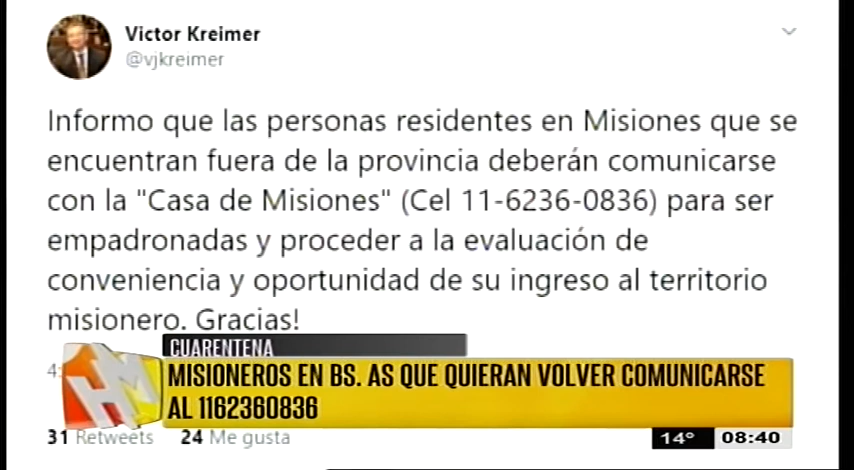 Victor Kreimer
@vjkreimer
Informo que las personas residentes en Misiones que se
encuentran fuera de la provincia deberán comunicarse
con la "Casa de Misiones" (Cel 11-6236-0836) para ser
empadronadas y proceder a la evaluación de
conveniencia y oportunidad de su ingreso al territorio
misionero. Gracias!
CUARENTENA
HM
MISIONEROS EN BS. AS QUE QUIERAN VOLVER COMUNICARSE
AL 1162360836
31 Retweets 24 Me gusta
14° 08:40